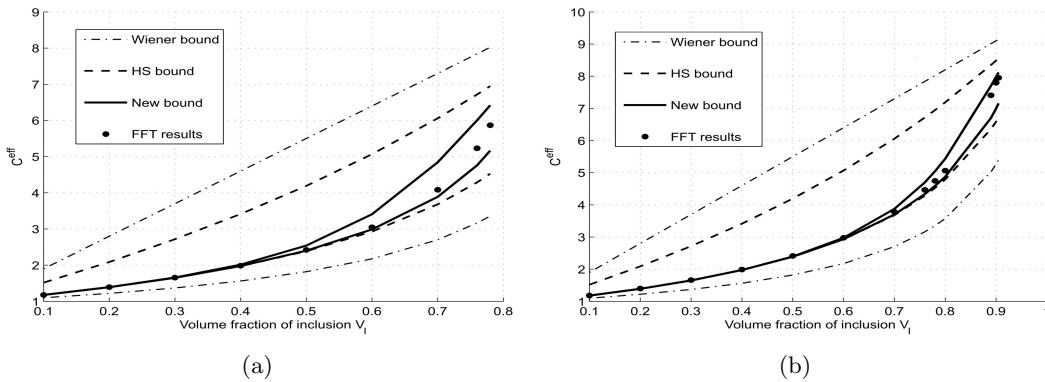 9
8
7
6
5
4
3
2
1
C^eff
Wiener bound
HS bound
New bound
FFT results
0.1 0.2 0.3 0.4 0.5 0.6 0.7 0.8
Volume fraction of inclusion V_I
(a)
10
9
8
7
6
5
4
3
2
1
C^eff
Wiener bound
HS bound
New bound
FFT results
0.1 0.2 0.3 0.4 0.5 0.6 0.7 0.8 0.9
Volume fraction of inclusion V_I
(b)